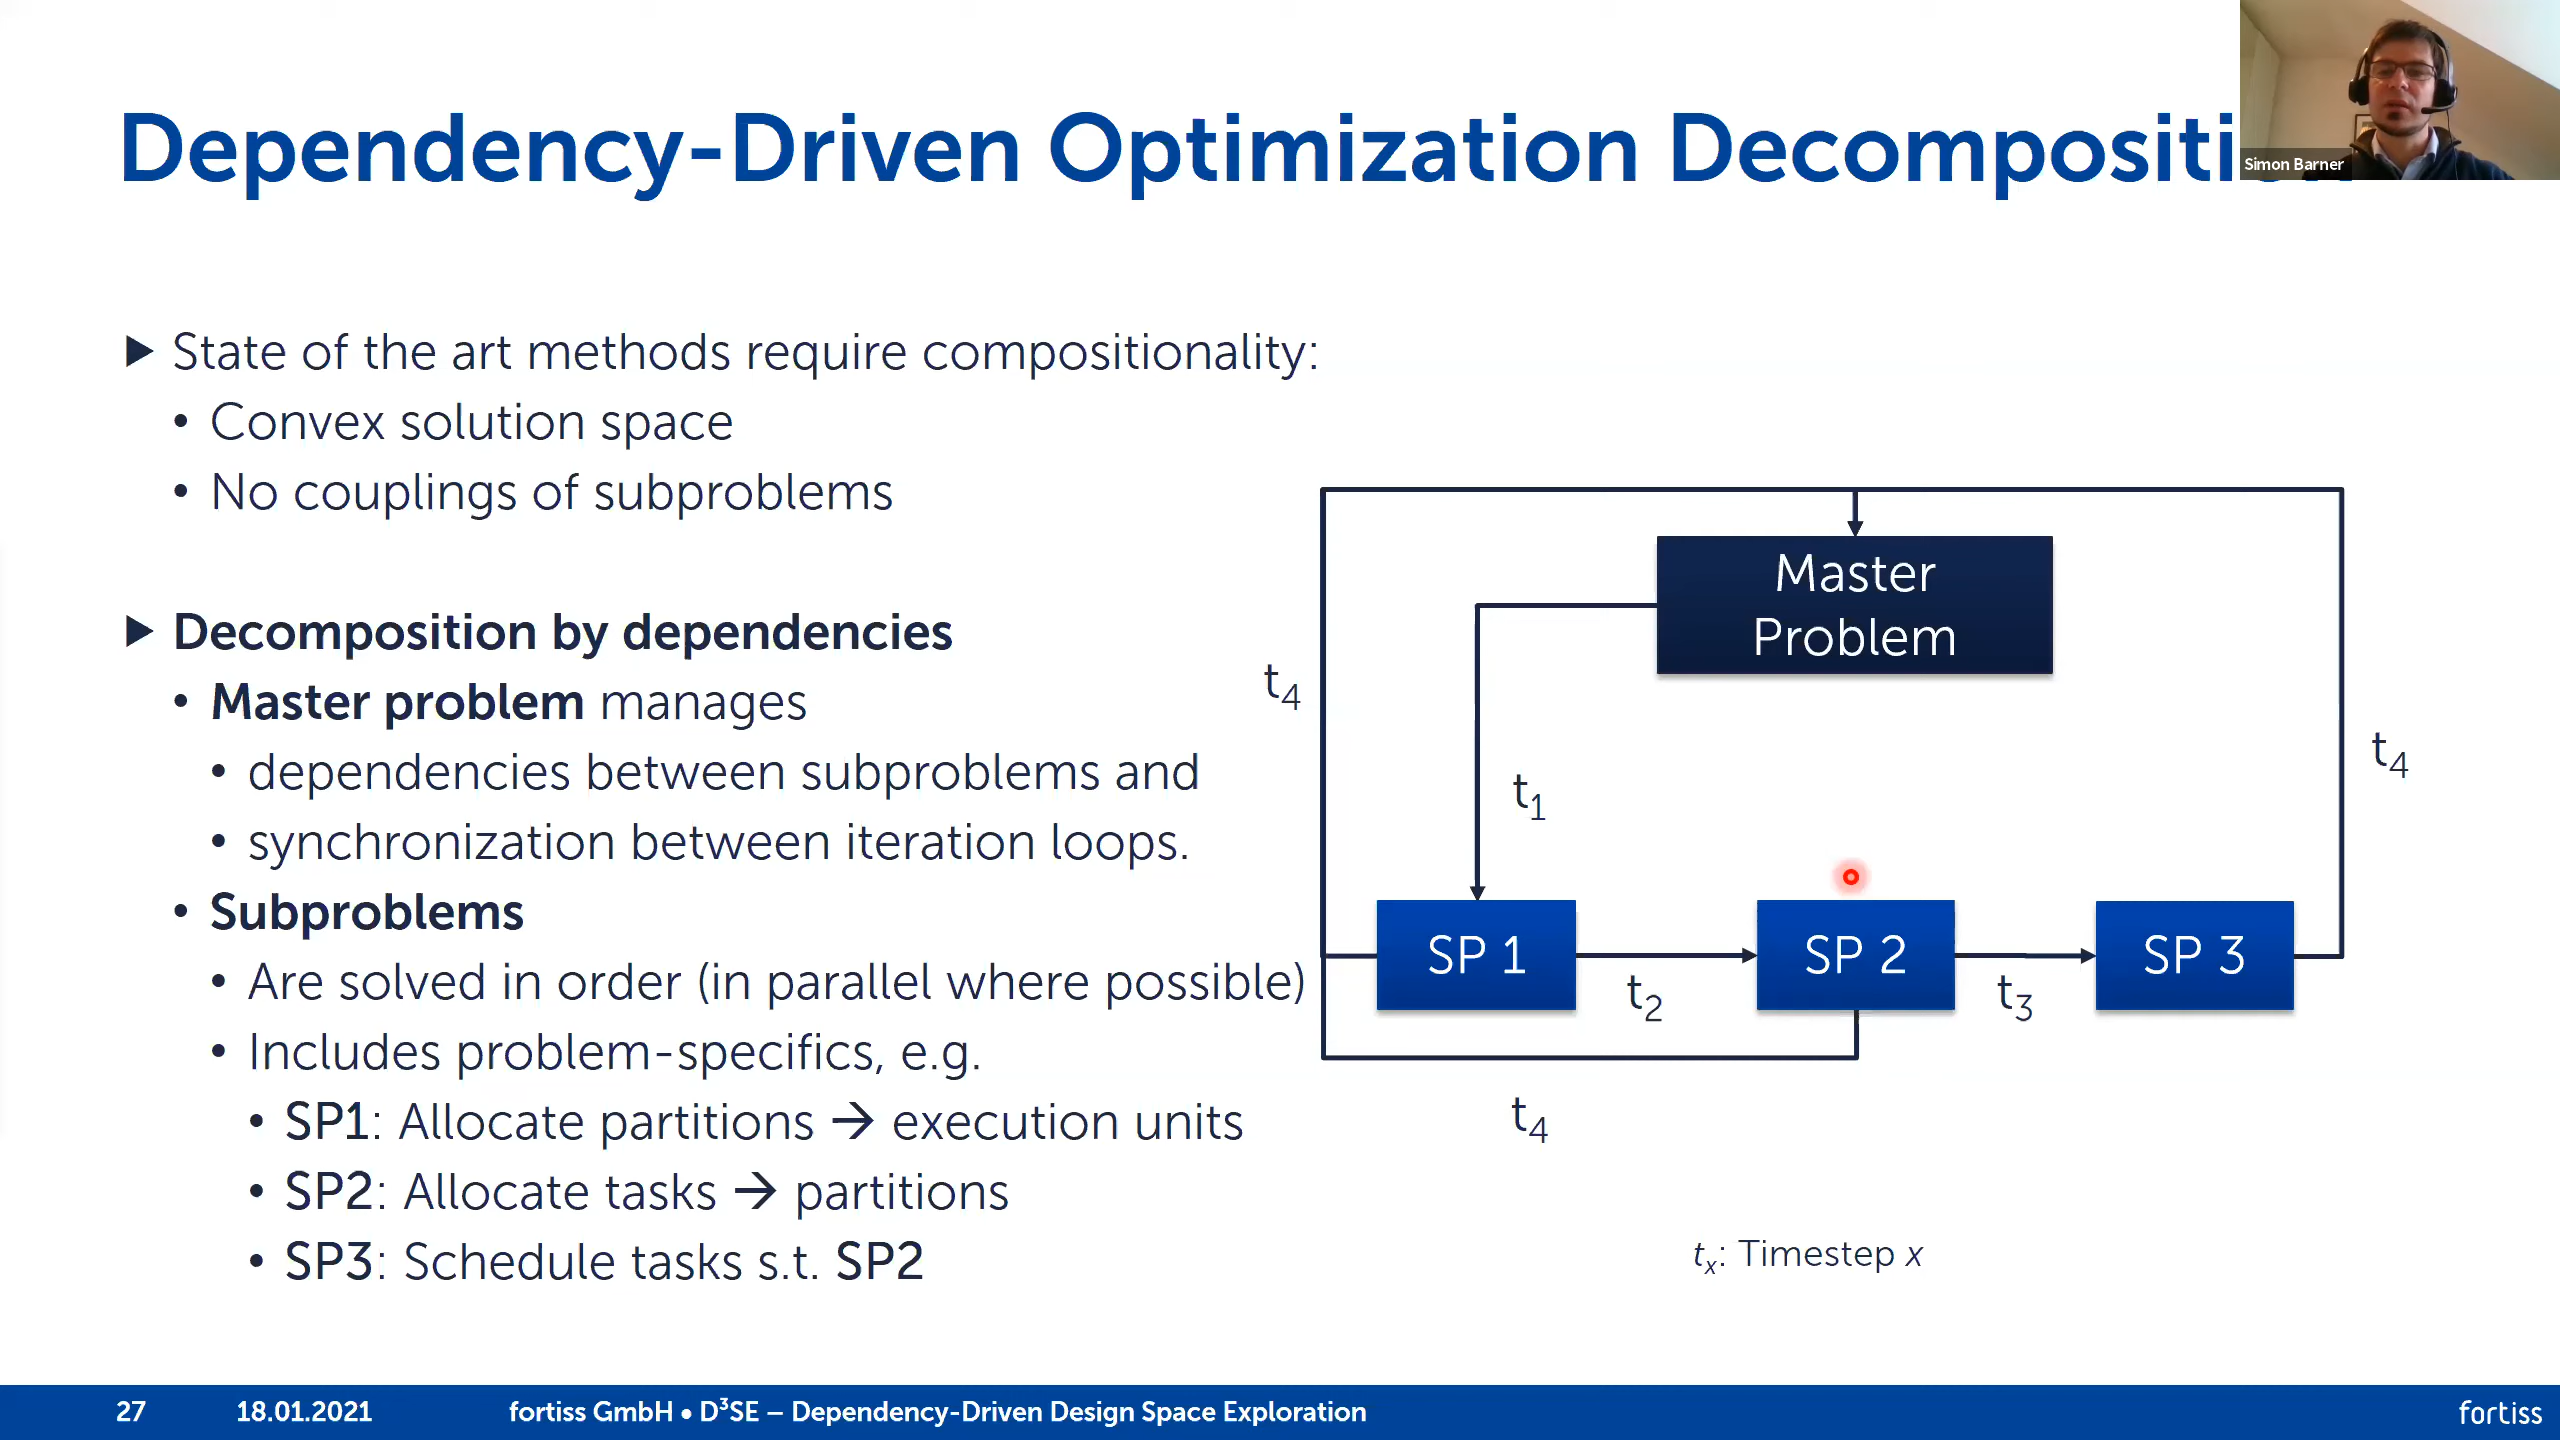 Dependency-Driven Optimization Decompositi
Simon Barner
State of the art methods require compositionality:
• Convex solution space
• No couplings of subproblems
Decomposition by dependencies
• Master problem manages
• dependencies between subproblems and
• synchronization between iteration loops.
• Subproblems
• Are solved in order (in parallel where possible)
• Includes problem-specifics, e.g.
• SP1: Allocate partitions → execution units
• SP2: Allocate tasks → partitions
• SP3: Schedule tasks s.t. SP2
Master
Problem
t4
t4
t1
SP 1
SP 2
SP 3
t2
t3
t4
tx: Timestep x
27 18.01.2021 fortiss GmbH • D³SE – Dependency-Driven Design Space Exploration fortiss